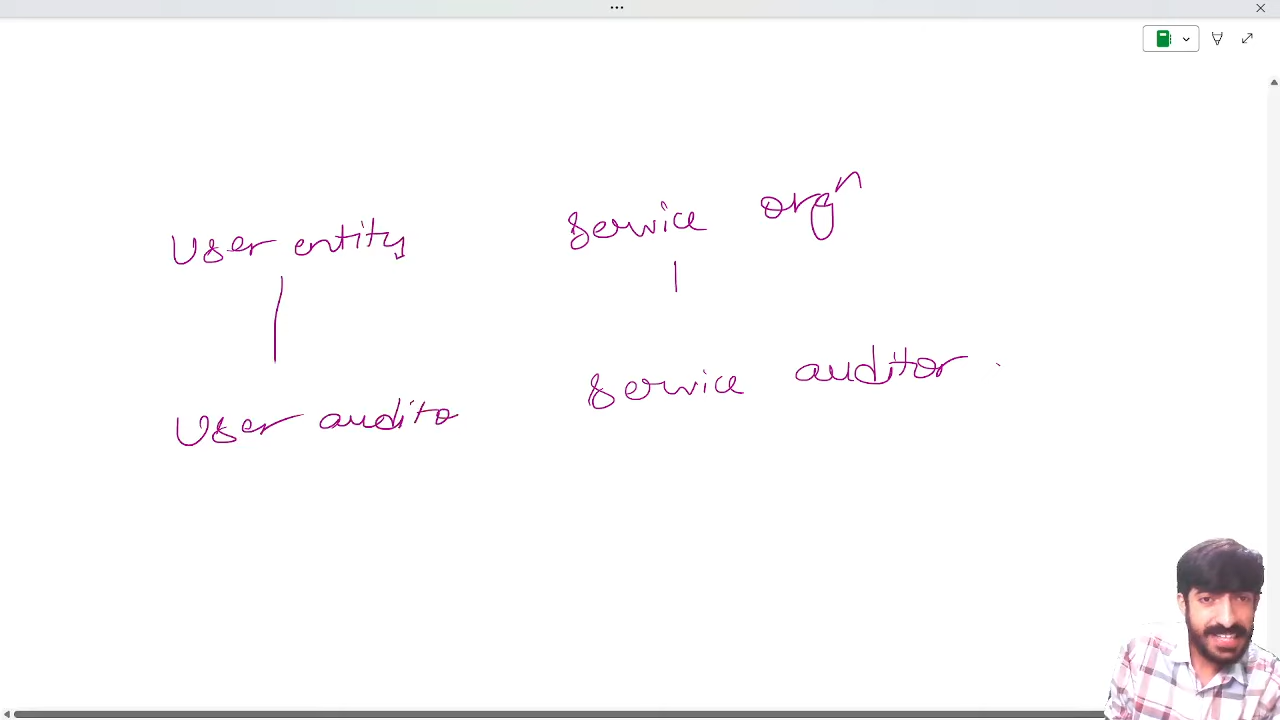 User entity
service orgn
User audito
service auditor